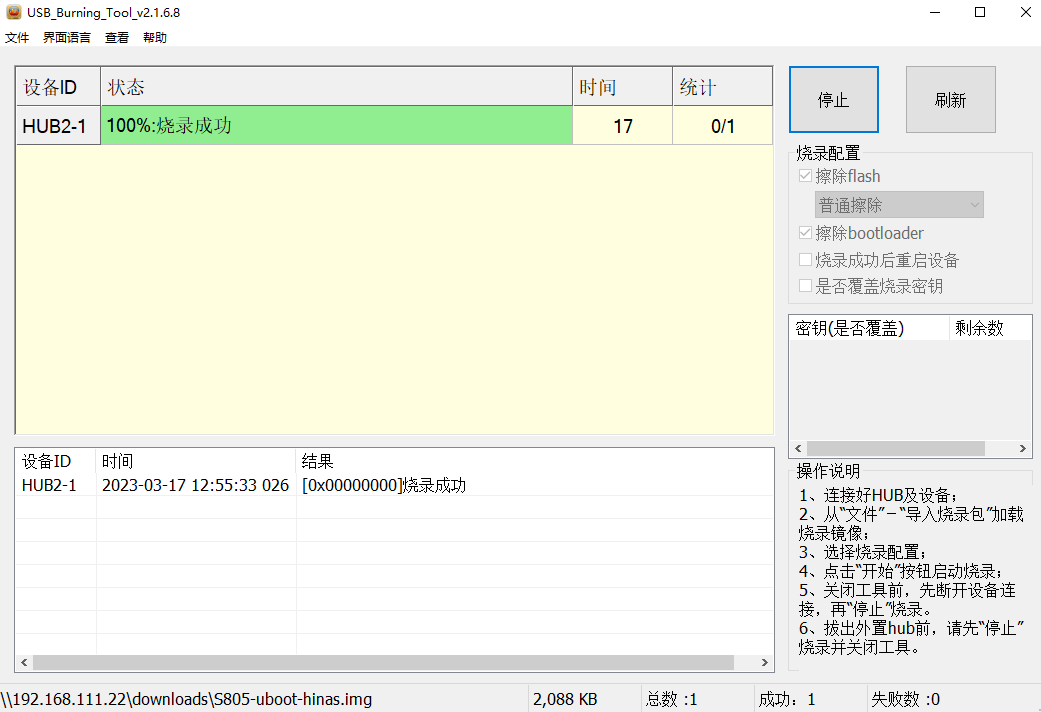 USB_Burning_Tool_v2.1.6.8
文件 界面语言 查看 帮助
设备ID 状态 时间 统计
HUB2-1 100%:烧录成功 17 0/1
停止 刷新
烧录配置
擦除flash
普通擦除
擦除bootloader
烧录成功后重启设备
是否覆盖烧录密钥
密钥(是否覆盖) 剩余数
设备ID 时间 结果
HUB2-1 2023-03-17 12:55:33 026 [0x00000000]烧录成功
操作说明
1、连接好HUB及设备；
2、从“文件”－“导入烧录包”加载
烧录镜像；
3、选择烧录配置；
4、点击“开始”按钮启动烧录；
5、关闭工具前，先断开设备连
接，再“停止”烧录。
6、拔出外置hub前，请先“停止”
烧录并关闭工具。
\\192.168.111.22\downloads\S805-uboot-hinas.img 2,088 KB 总数 :1 成功： 1 失败数 :0